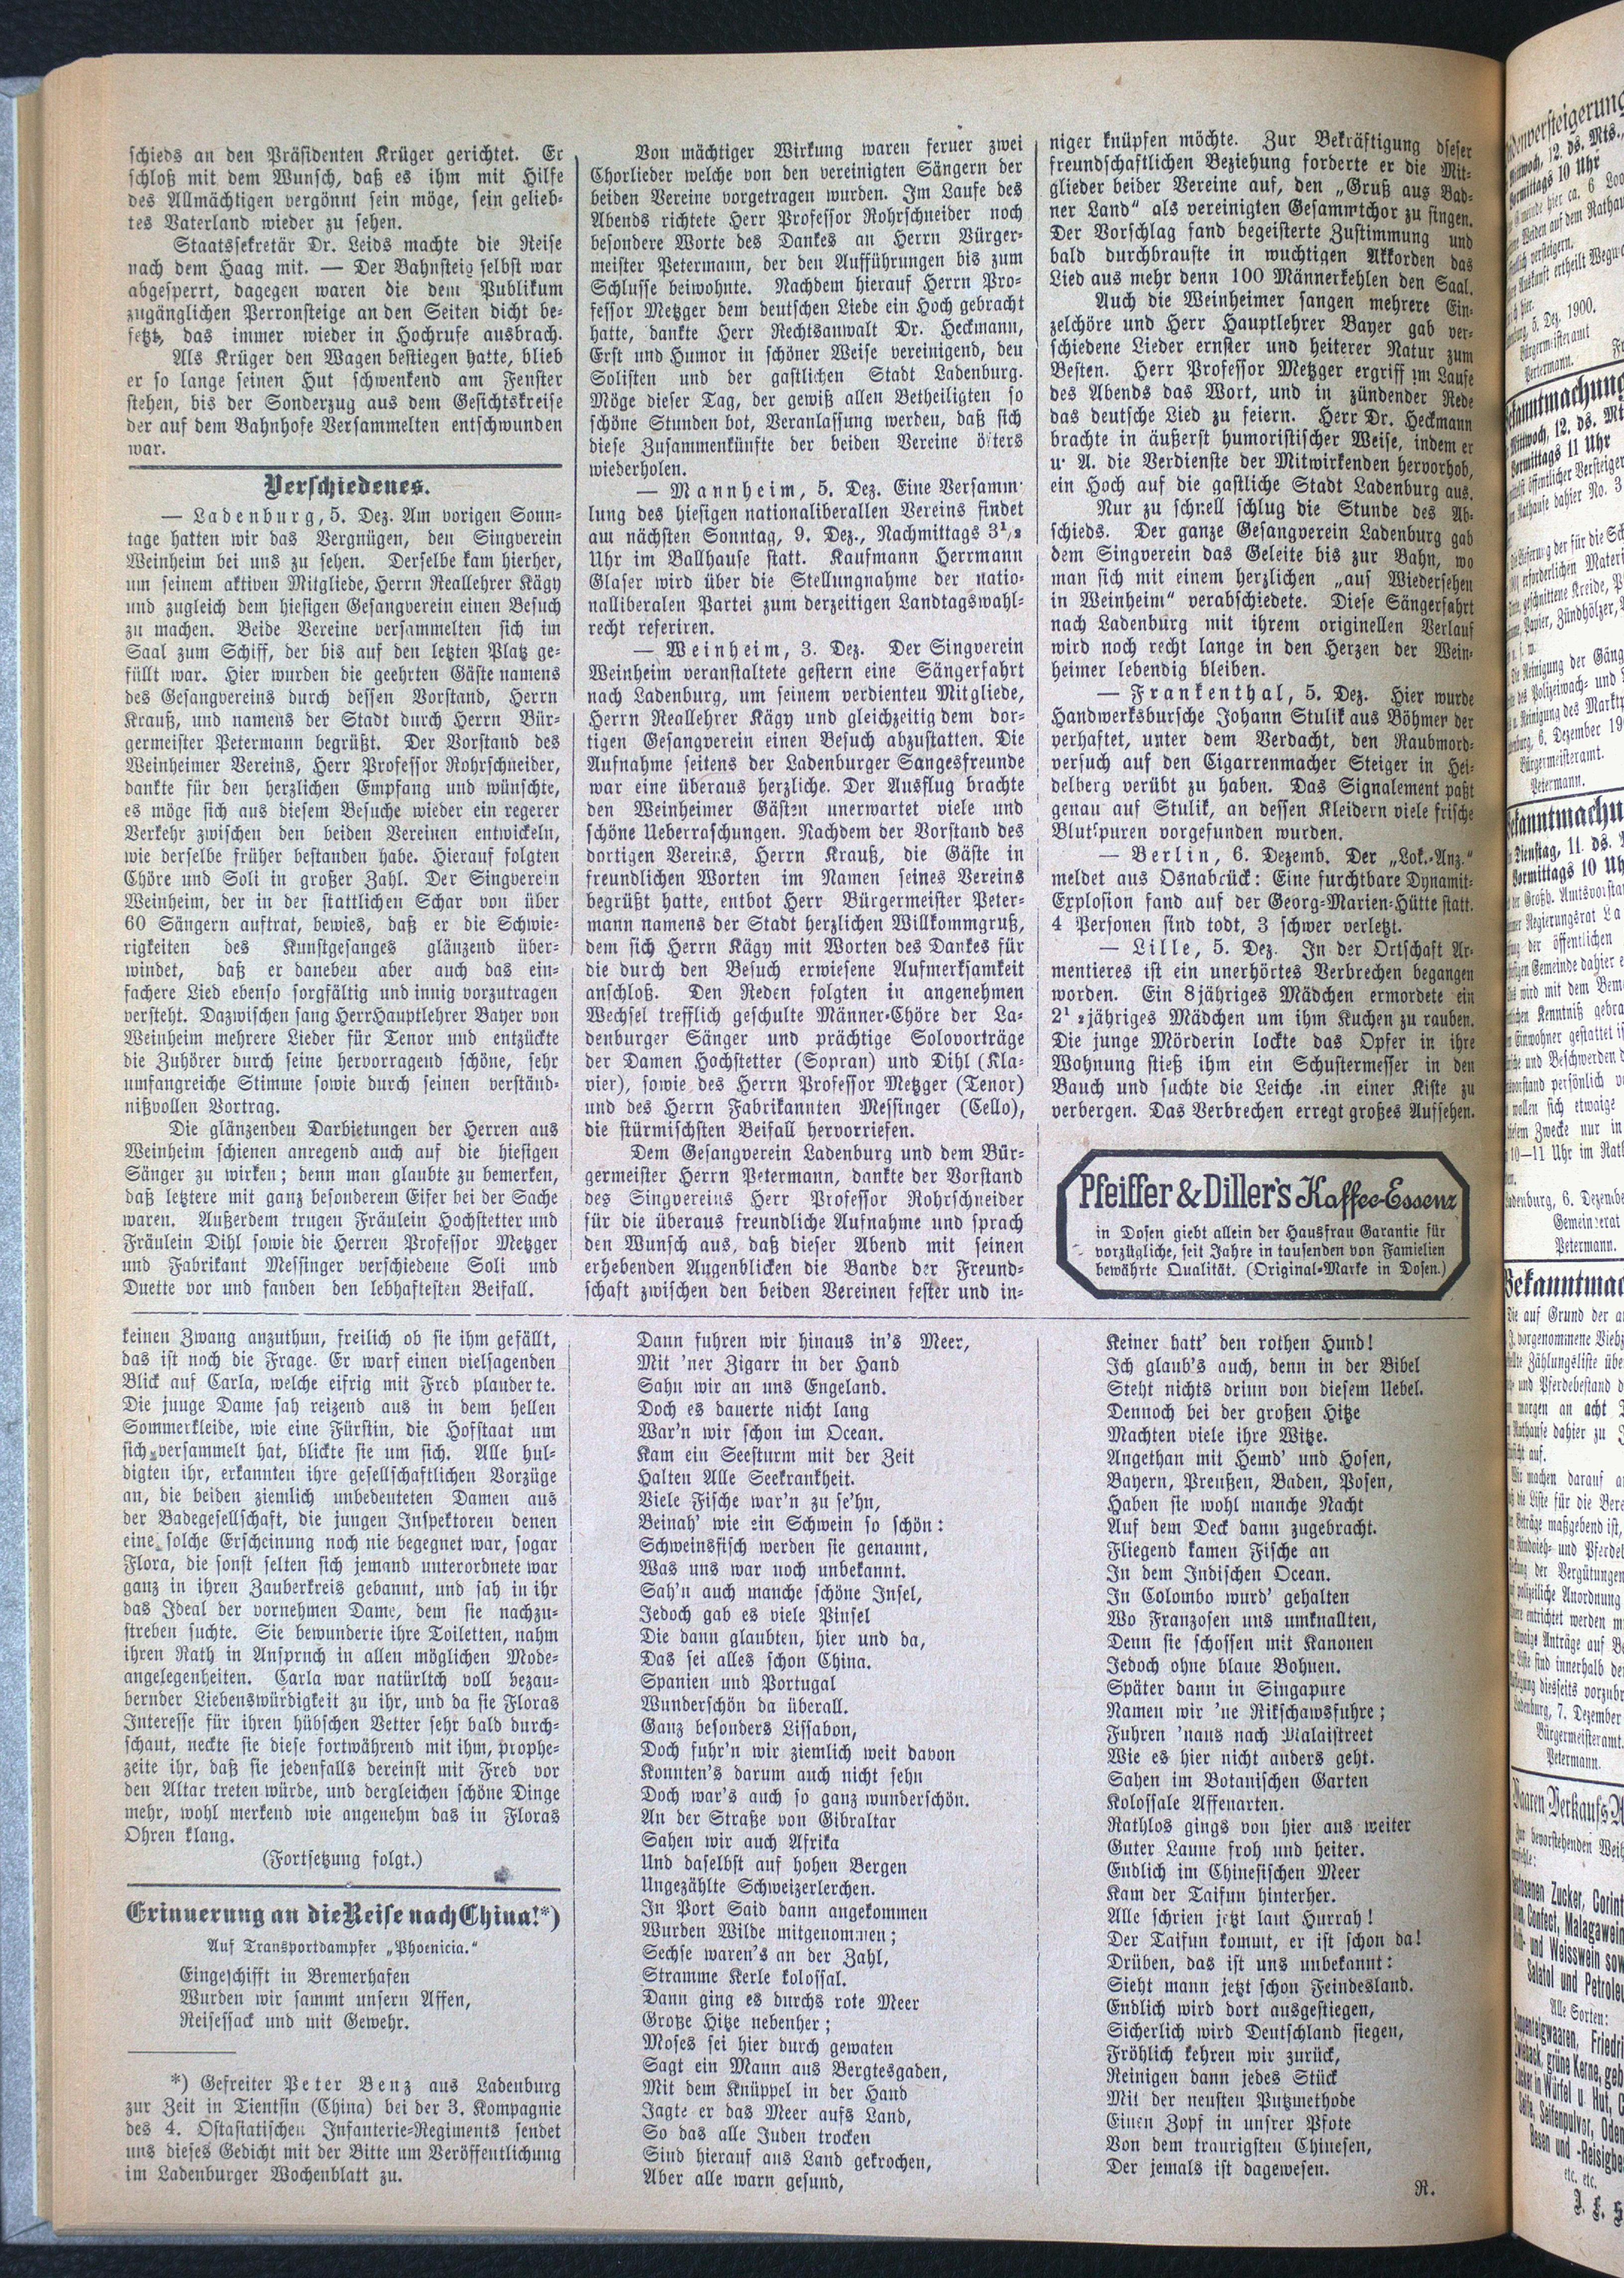 schieds an den Präsidenten Krüger gerichtet. Er
schloß mit dem Wunsch, daß es ihm mit Hilfe
des Allmächtigen vergönnt sein möge, sein gelieb-
tes Vaterland wieder zu sehen.
Staatssekretär Dr. Leids machte die Reise
nach dem Haag mit. — Der Bahnsteig selbst war
abgesperrt, dagegen waren die dem Publikum
zugänglichen Perronsteige an den Seiten dicht be-
setzt, das immer wieder in Hochrufe ausbrach.
Als Krüger den Wagen bestiegen hatte, blieb
er so lange seinen Hut schwenkend am Fenster
stehen, bis der Sonderzug aus dem Gesichtskreise
der auf dem Bahnhofe Versammelten entschwunden
war.
Verschiedenes.
— Ladenburg, 5. Dez. Am vorigen Sonn-
tage hatten wir das Vergnügen, den Singverein
Weinheim bei uns zu sehen. Derselbe kam hierher,
um seinem aktiven Mitgliede, Herrn Reallehrer Kägy
und zugleich dem hiesigen Gesangverein einen Besuch
zu machen. Beide Vereine versammelten sich im
Saal zum Schiff, der bis auf den letzten Platz ge-
füllt war. Hier wurden die geehrten Gäste namens
des Gesangvereins durch dessen Vorstand, Herrn
Krauß, und namens der Stadt durch Herrn Bür-
germeister Petermann begrüßt. Der Vorstand des
Weinheimer Vereins, Herr Professor Rohrschneider,
dankte für den herzlichen Empfang und wünschte,
es möge sich aus diesem Besuche wieder ein regerer
Verkehr zwischen den beiden Vereinen entwickeln,
wie derselbe früher bestanden habe. Hierauf folgten
Chöre und Soli in großer Zahl. Der Singverein
Weinheim, der in der stattlichen Schar von über
60 Sängern auftrat, bewies, daß er die Schwie-
rigkeiten des Kunstgesanges glänzend über-
windet, daß er daneben aber auch das ein-
fachere Lied ebenso sorgfältig und innig vorzutragen
versteht. Dazwischen sang Herr Hauptlehrer Bayer von
Weinheim mehrere Lieder für Tenor und entzückte
die Zuhörer durch seine hervorragend schöne, sehr
umfangreiche Stimme sowie durch seinen verständ-
nißvollen Vortrag.
Die glänzenden Darbietungen der Herren aus
Weinheim schienen anregend auch auf die hiesigen
Sänger zu wirken; denn man glaubte zu bemerken,
daß letztere mit ganz besonderem Eifer bei der Sache
waren. Außerdem trugen Fräulein Hochstetter und
Fräulein Dihl sowie die Herren Professor Metzger
und Fabrikant Messinger verschiedene Soli und
Duette vor und fanden den lebhaftesten Beifall.
Von mächtiger Wirkung waren ferner zwei
Chorlieder welche von den vereinigten Sängern der
beiden Vereine vorgetragen wurden. Im Laufe des
Abends richtete Herr Professor Rohrschneider noch
besondere Worte des Dankes an Herrn Bürger-
meister Petermann, der den Aufführungen bis zum
Schlusse beiwohnte. Nachdem hierauf Herrn Pro-
fessor Metzger dem deutschen Liede ein Hoch gebracht
hatte, dankte Herr Rechtsanwalt Dr. Heckmann,
Erst und Humor in schöner Weise vereinigend, den
Solisten und der gastlichen Stadt Ladenburg.
Möge dieser Tag, der gewiß allen Betheiligten so
schöne Stunden bot, Veranlassung werden, daß sich
diese Zusammenkünfte der beiden Vereine öfters
wiederholen.
— Mannheim, 5. Dez. Eine Versamm-
lung des hiesigen nationaliberallen Vereins findet
am nächsten Sonntag, 9. Dez., Nachmittags 3½
Uhr im Ballhause statt. Kaufmann Herrmann
Glaser wird über die Stellungnahme der natio-
nalliberalen Partei zum derzeitigen Landtagswahl-
recht referiren.
— Weinheim, 3. Dez. Der Singverein
Weinheim veranstaltete gestern eine Sängerfahrt
nach Ladenburg, um seinem verdienten Mitgliede,
Herrn Reallehrer Kägy und gleichzeitig dem dor-
tigen Gesangverein einen Besuch abzustatten. Die
Aufnahme seitens der Ladenburger Sangesfreunde
war eine überaus herzliche. Der Ausflug brachte
den Weinheimer Gästen unerwartet viele und
schöne Ueberraschungen. Nachdem der Vorstand des
dortigen Vereins, Herrn Krauß, die Gäste in
freundlichen Worten im Namen seines Vereins
begrüßt hatte, entbot Herr Bürgermeister Peter-
mann namens der Stadt herzlichen Willkommgruß,
dem sich Herrn Kägy mit Worten des Dankes für
die durch den Besuch erwiesene Aufmerksamkeit
anschloß. Den Reden folgten in angenehmen
Wechsel trefflich geschulte Männer-Chöre der La-
denburger Sänger und prächtige Solovorträge
der Damen Hochstetter (Sopran) und Dihl (Kla-
vier), sowie des Herrn Professor Metzger (Tenor)
und des Herrn Fabrikannten Messinger (Cello),
die stürmischsten Beifall hervorriefen.
Dem Gesangverein Ladenburg und dem Bür-
germeister Herrn Petermann, dankte der Vorstand
des Singvereins Herr Professor Rohrschneider
für die überaus freundliche Aufnahme und sprach
den Wunsch aus, daß dieser Abend mit seinen
erhebenden Augenblicken die Bande der Freund-
schaft zwischen den beiden Vereinen fester und in-
niger knüpfen möchte. Zur Bekräftigung dieser
freundschaftlichen Beziehung forderte er die Mit-
glieder beider Vereine auf, den „Gruß aus Bad-
ner Land“ als vereinigten Gesammtchor zu singen.
Der Vorschlag fand begeisterte Zustimmung und
bald durchbrauste in wuchtigen Akkorden das
Lied aus mehr denn 100 Männerkehlen den Saal.
Auch die Weinheimer sangen mehrere Ein-
zelchöre und Herr Hauptlehrer Bayer gab ver-
schiedene Lieder ernster und heiterer Natur zum
Besten. Herr Professor Metzger ergriff im Laufe
des Abends das Wort, und in zündender Rede
das deutsche Lied zu feiern. Herr Dr. Heckmann
brachte in äußerst humoristischer Weise, indem er
u. A. die Verdienste der Mitwirkenden hervorhob,
ein Hoch auf die gastliche Stadt Ladenburg aus.
Nur zu schnell schlug die Stunde des Ab-
schieds. Der ganze Gesangverein Ladenburg gab
dem Singverein das Geleite bis zur Bahn, wo
man sich mit einem herzlichen „auf Wiedersehen
in Weinheim“ verabschiedete. Diese Sängerfahrt
nach Ladenburg mit ihrem originellen Verlauf
wird noch recht lange in den Herzen der Wein-
heimer lebendig bleiben.
— Frankenthal, 5. Dez. Hier wurde
Handwerksbursche Johann Stulik aus Böhmen der
verhaftet, unter dem Verdacht, den Raubmord-
versuch auf den Cigarrenmacher Steiger in Hei-
delberg verübt zu haben. Das Signalement paßt
genau auf Stulik, an dessen Kleidern viele frische
Blutspuren vorgefunden wurden.
— Berlin, 6. Dezemb. Der „Lok.-Anz.“
meldet aus Osnabrück: Eine furchtbare Dynamit-
Explosion fand auf der Georg-Marien-Hütte statt.
4 Personen sind todt, 3 schwer verletzt.
— Lille, 5. Dez. In der Ortschaft Ar-
mentieres ist ein unerhörtes Verbrechen begangen
worden. Ein 8jähriges Mädchen ermordete ein
2½jähriges Mädchen um ihm Kuchen zu rauben.
Die junge Mörderin lockte das Opfer in ihre
Wohnung stieß ihm ein Schustermesser in den
Bauch und suchte die Leiche in einer Kiste zu
verbergen. Das Verbrechen erregt großes Aufsehen.
Pfeiffer & Diller's Kaffee-Essenz
in Dosen giebt allein der Hausfrau Garantie für
vorzügliche, seit Jahre in tausenden von Famielien
bewährte Qualität. (Original-Marke in Dosen.)
keinen Zwang anzuthun, freilich ob sie ihm gefällt,
das ist noch die Frage. Er warf einen vielsagenden
Blick auf Carla, welche eifrig mit Fred plauderte.
Die junge Dame sah reizend aus in dem hellen
Sommerkleide, wie eine Fürstin, die Hofstaat um
sich versammelt hat, blickte sie um sich. Alle hul-
digten ihr, erkannten ihre gesellschaftlichen Vorzüge
an, die beiden ziemlich unbedeuteten Damen aus
der Badegesellschaft, die jungen Inspektoren denen
eine solche Erscheinung noch nie begegnet war, sogar
Flora, die sonst selten sich jemand unterordnete war
ganz in ihren Zauberkreis gebannt, und sah in ihr
das Ideal der vornehmen Dame, dem sie nachzu-
streben suchte. Sie bewunderte ihre Toiletten, nahm
ihren Rath in Anspruch in allen möglichen Mode-
angelegenheiten. Carla war natürltch voll bezau-
bernder Liebenswürdigkeit zu ihr, und da sie Floras
Interesse für ihren hübschen Vetter sehr bald durch-
schaut, neckte sie diese fortwährend mit ihm, prophe-
zeite ihr, daß sie jedenfalls dereinst mit Fred vor
den Altar treten würde, und dergleichen schöne Dinge
mehr, wohl merkend wie angenehm das in Floras
Ohren klang.
(Fortsetzung folgt.)
Erinnerung an die Reise nach China!*)
Auf Transportdampfer „Phoenicia.“
Eingeschifft in Bremerhafen
Wurden wir sammt unsern Affen,
Reisesack und mit Gewehr.
*) Gefreiter Peter Benz aus Ladenburg
zur Zeit in Tientsin (China) bei der 3. Kompagnie
des 4. Ostasiatischen Infanterie-Regiments sendet
uns dieses Gedicht mit der Bitte um Veröffentlichung
im Ladenburger Wochenblatt zu.
Dann fuhren wir hinaus in's Meer,
Mit 'ner Zigarr in der Hand
Sahn wir an uns Engeland.
Doch es dauerte nicht lang
War'n wir schon im Ocean.
Kam ein Seesturm mit der Zeit
Halten Alle Seekrankheit.
Viele Fische war'n zu se'hn,
Beinah' wie ein Schwein so schön:
Schweinsfisch werden sie genannt,
Was uns war noch unbekannt.
Sah'n auch manche schöne Insel,
Jedoch gab es viele Pinsel
Die dann glaubten, hier und da,
Das sei alles schon China.
Spanien und Portugal
Wunderschön da überall.
Ganz besonders Lissabon,
Doch fuhr'n wir ziemlich weit davon
Konnten's darum auch nicht sehn
Doch war's auch so ganz wunderschön.
An der Straße von Gibraltar
Sahen wir auch Afrika
Und daselbst auf hohen Bergen
Ungezählte Schweizerlerchen.
In Port Said dann angekommen
Wurden Wilde mitgenommen;
Sechse waren's an der Zahl,
Stramme Kerle kolossal.
Dann ging es durchs rote Meer
Große Hitze nebenher;
Moses sei hier durch gewaten
Sagt ein Mann aus Bergtesgaden,
Mit dem Knüppel in der Hand
Jagte er das Meer aufs Land,
So das alle Juden trocken
Sind hierauf ans Land gekrochen,
Aber alle warn gesund,
Keiner hatt' den rothen Hund!
Ich glaub's auch, denn in der Bibel
Steht nichts drinn von diesem Uebel.
Dennoch bei der großen Hitze
Machten viele ihre Witze.
Angethan mit Hemd' und Hosen,
Bayern, Preußen, Baden, Posen,
Haben sie wohl manche Nacht
Auf dem Deck dann zugebracht.
Fliegend kamen Fische an
In dem Indischen Ocean.
In Colombo wurd' gehalten
Wo Franzosen uns umknallten,
Denn sie schossen mit Kanonen
Jedoch ohne blaue Bohnen.
Später dann in Singapure
Namen wir 'ne Rikschawsfuhre;
Fuhren 'naus nach Malaistreet
Wie es hier nicht anders geht.
Sahen im Botanischen Garten
Kolossale Affenarten.
Rathlos gings von hier aus weiter
Guter Laune froh und heiter.
Endlich im Chinesischen Meer
Kam der Taifun hinterher.
Alle schrien jetzt laut Hurrah!
Der Taifun kommt, er ist schon da!
Drüben, das ist uns unbekannt:
Sieht mann jetzt schon Feindesland.
Endlich wird dort ausgestiegen,
Sicherlich wird Deutschland siegen,
Fröhlich kehren wir zurück,
Reinigen dann jedes Stück
Mit der neusten Putzmethode
Einen Zopf in unsrer Pfote
Von dem traurigsten Chinesen,
Der jemals ist dagewesen.
R.